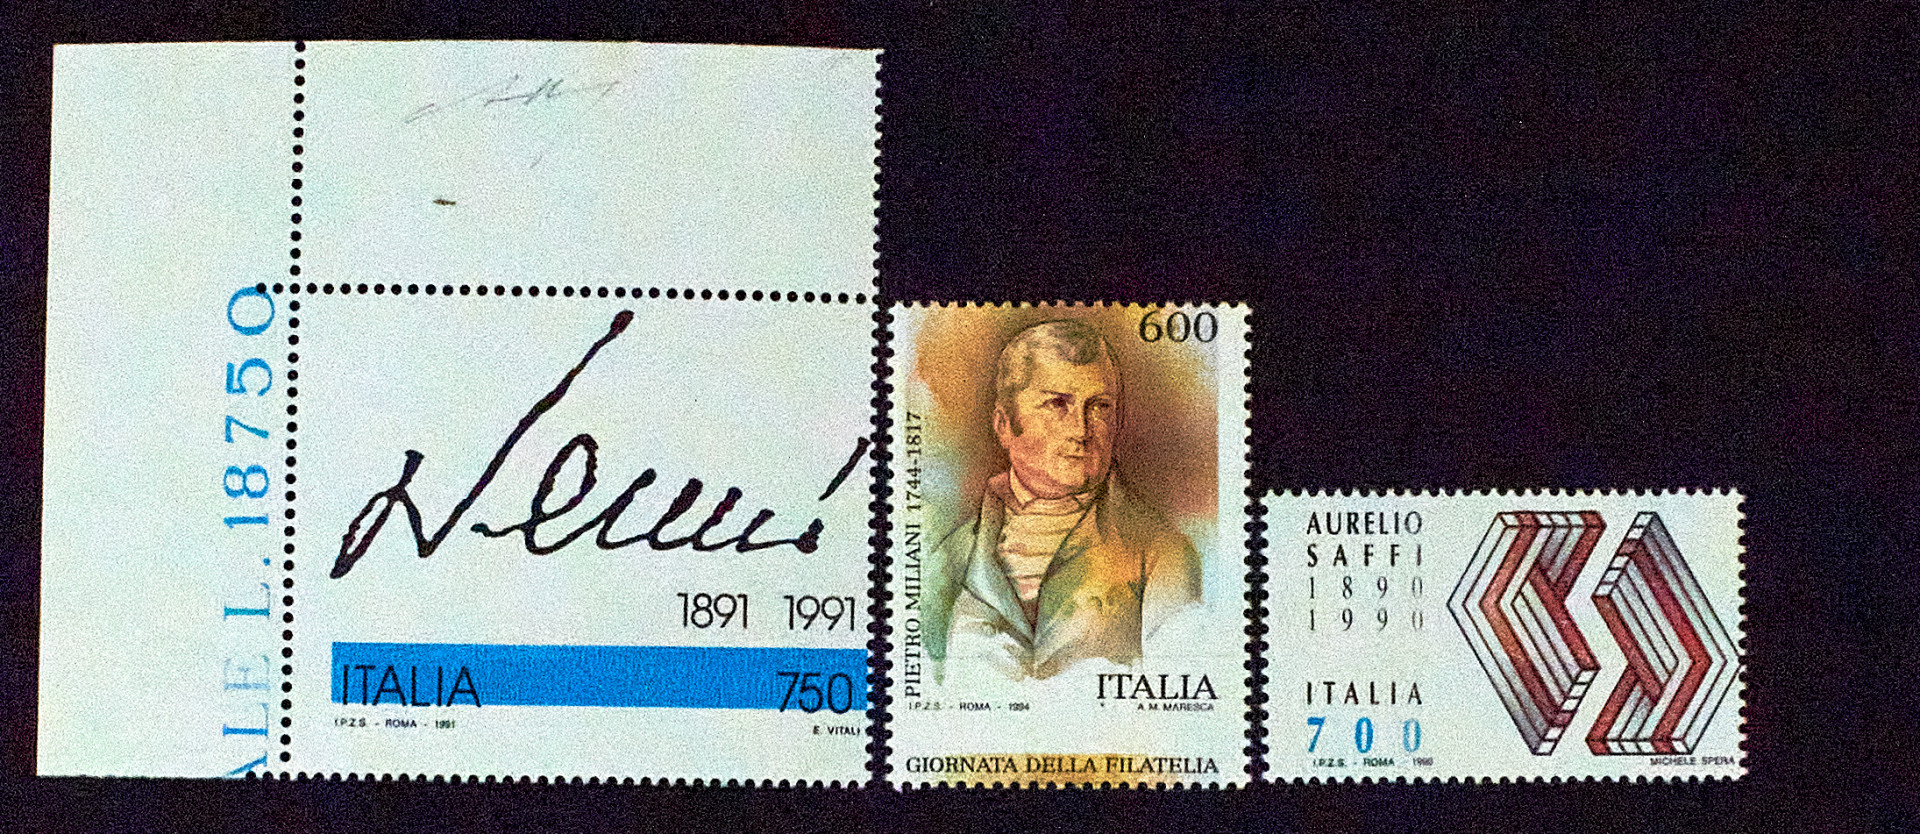 ALE L. 18750
Nenni
1891 1991
ITALIA 750
I.P.Z.S. - ROMA - 1991
E. VITALI
600
PIETRO MILIANI 1744-1817
ITALIA
I.P.Z.S. - ROMA - 1994
A.M. MARESCA
GIORNATA DELLA FILATELIA
AURELIO
SAFFI
1890
1990
ITALIA
700
I.P.Z.S. - ROMA - 1990
MICHELE SPERA